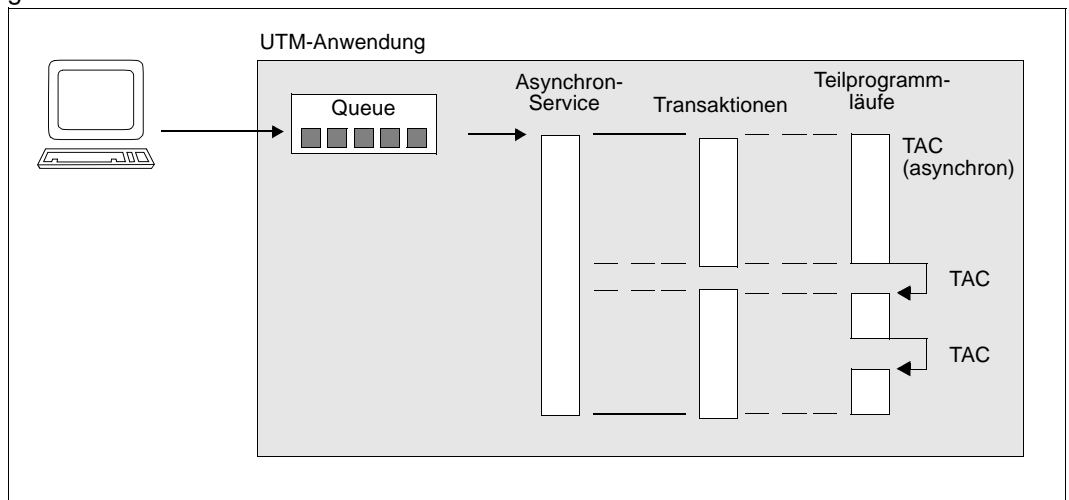 g
UTM-Anwendung
Queue
Asynchron-
Service
Transaktionen
Teilprogramm-
läufe
TAC
(asynchron)
TAC
TAC